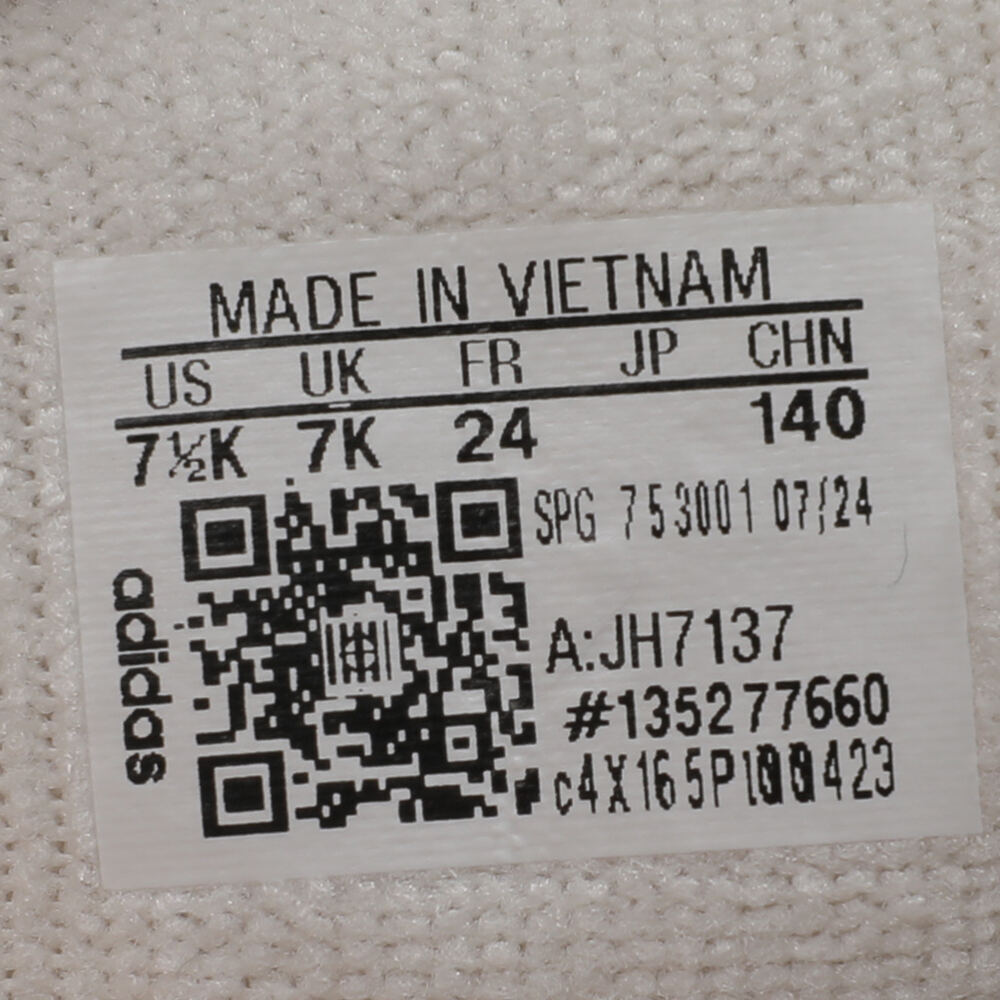 MADE IN VIETNAM
US UK FR JP CHN
7½K 7K 24 140
SPG 753001 07/24
adidas
A:JH7137
#135277660